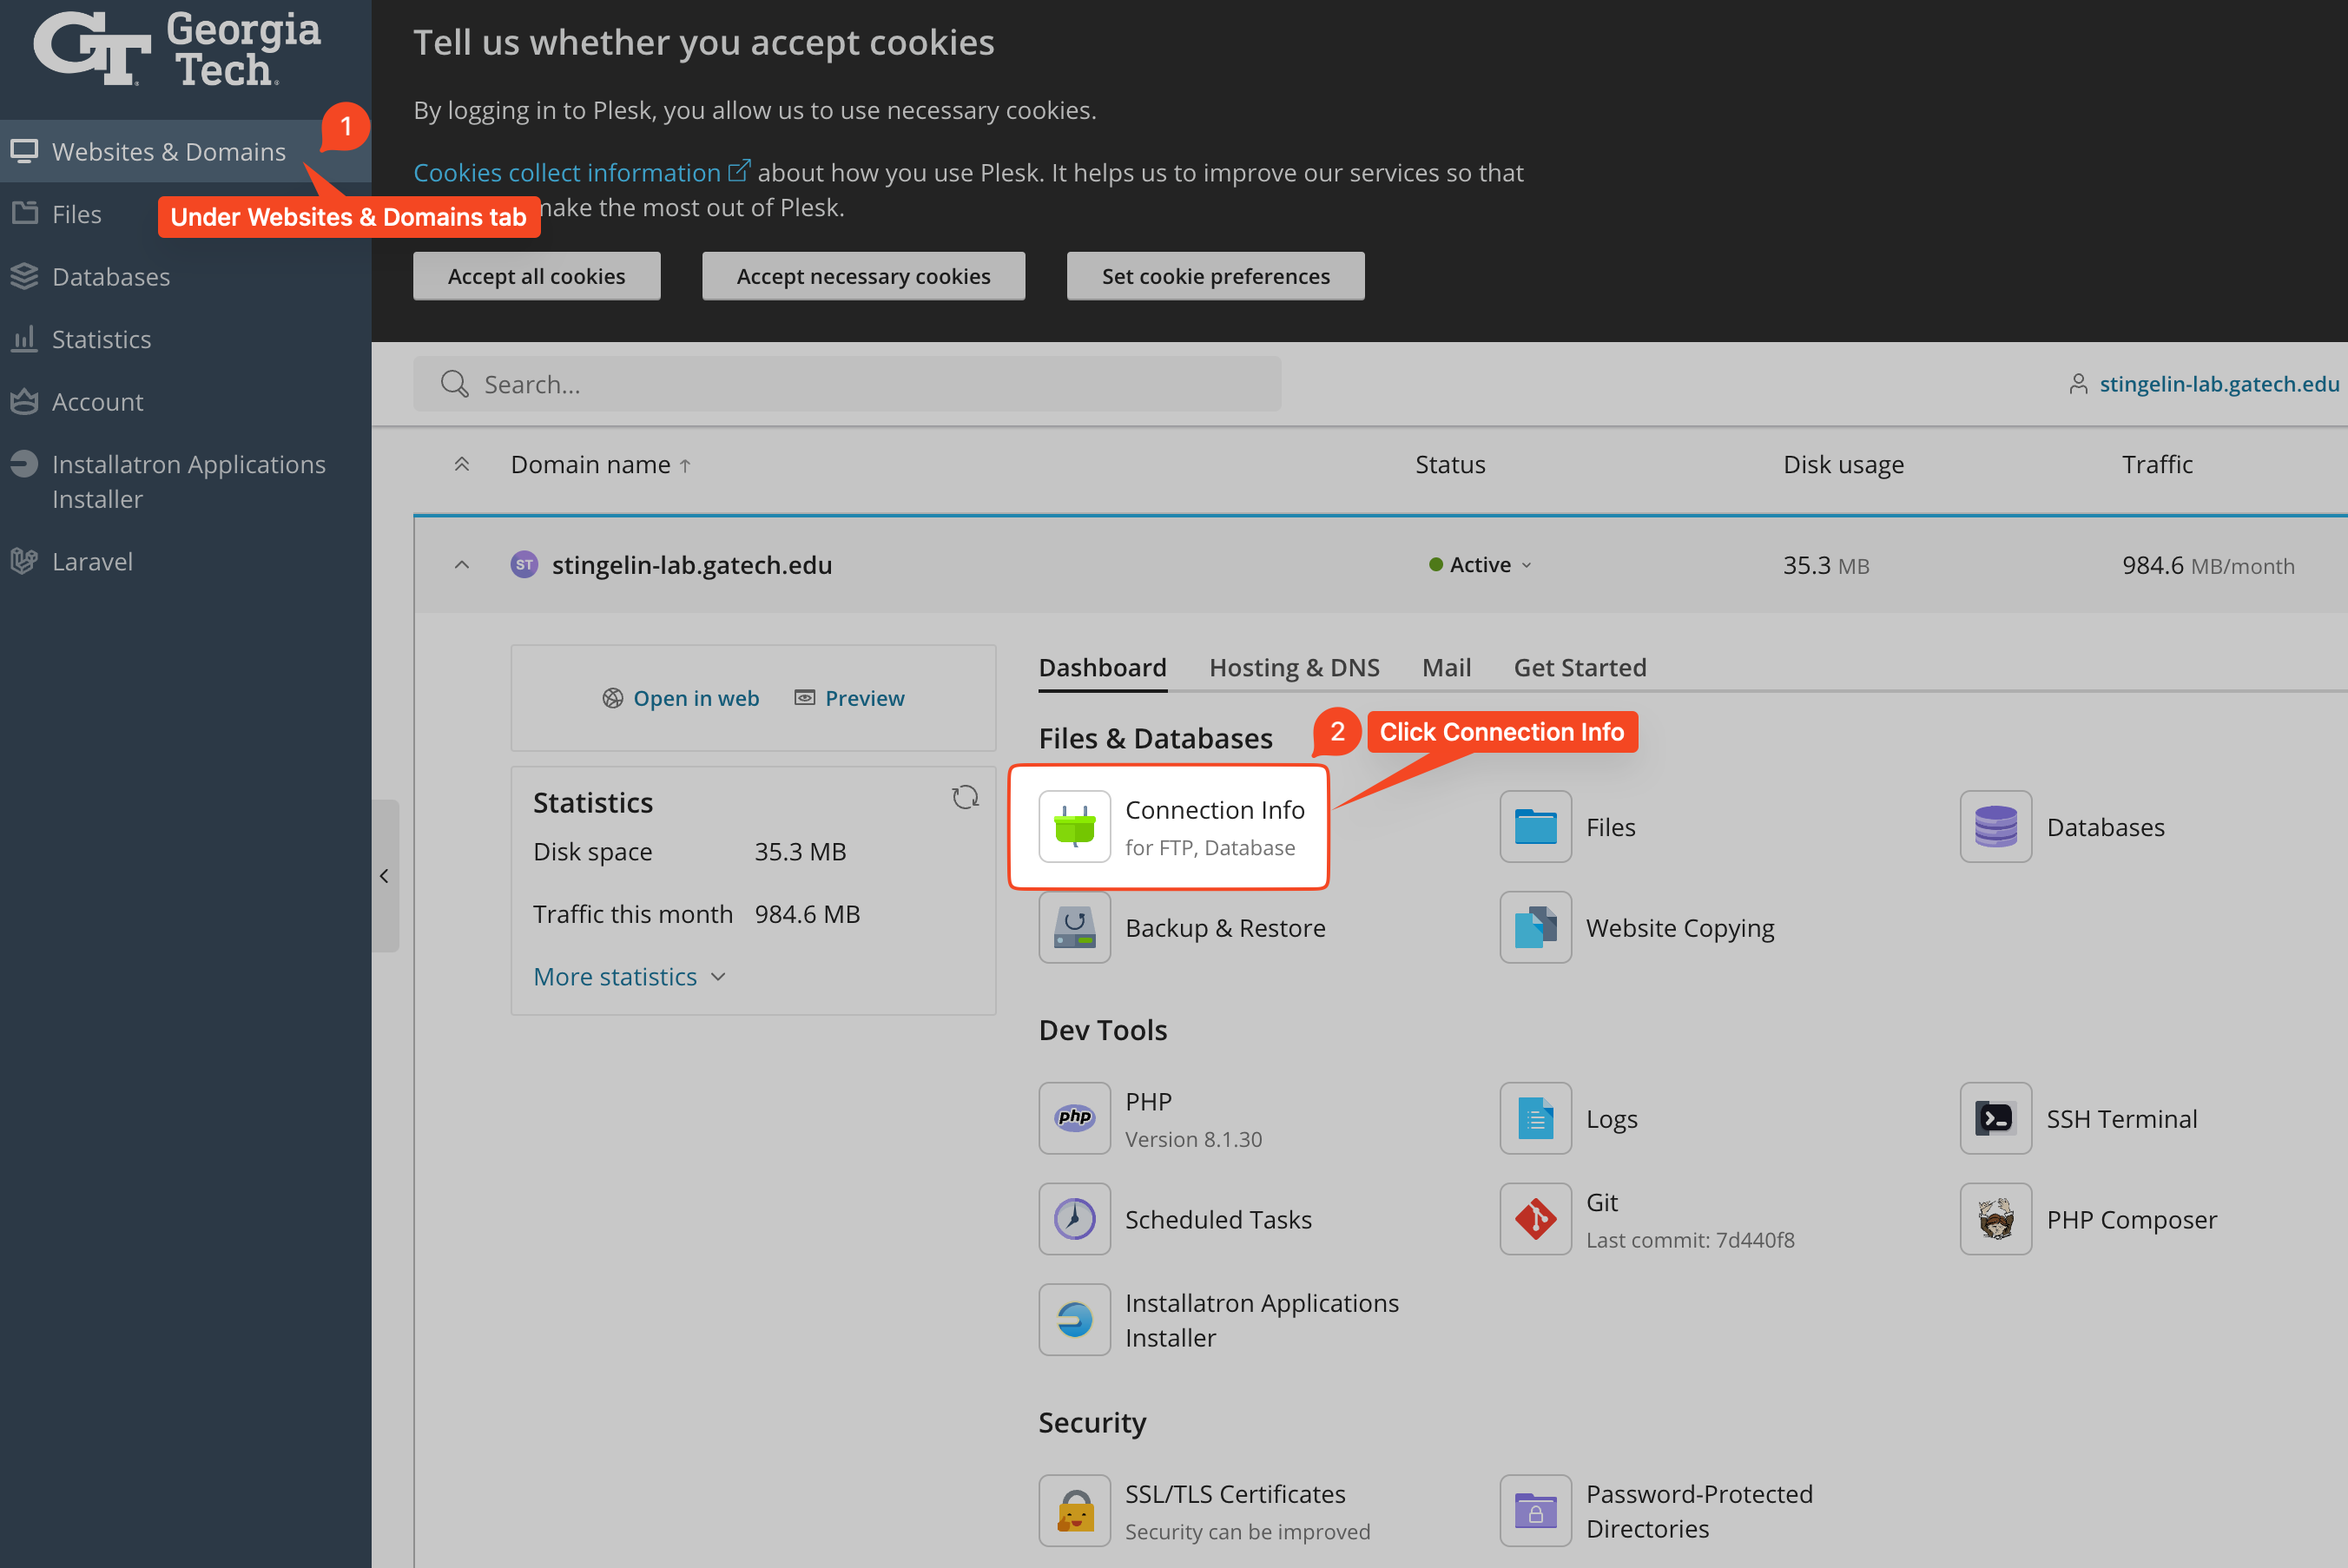 Georgia
Tech
Websites & Domains
1
Under Websites & Domains tab
Files
Databases
Statistics
Account
Installatron Applications
Installer
Laravel
Tell us whether you accept cookies
By logging in to Plesk, you allow us to use necessary cookies.
Cookies collect information about how you use Plesk. It helps us to improve our services so that
make the most out of Plesk.
Accept all cookies
Accept necessary cookies
Set cookie preferences
Search...
stingelin-lab.gatech.edu
Domain name ↑
Status
Disk usage
Traffic
ST
stingelin-lab.gatech.edu
Active
35.3 MB
984.6 MB/month
Open in web
Preview
Statistics
Disk space 35.3 MB
Traffic this month 984.6 MB
More statistics
Dashboard
Hosting & DNS
Mail
Get Started
Files & Databases
2
Click Connection Info
Connection Info
for FTP, Database
Files
Databases
Backup & Restore
Website Copying
Dev Tools
php
PHP
Version 8.1.30
Logs
SSH Terminal
Scheduled Tasks
Git
Last commit: 7d440f8
PHP Composer
Installatron Applications
Installer
Security
SSL/TLS Certificates
Security can be improved
Password-Protected
Directories